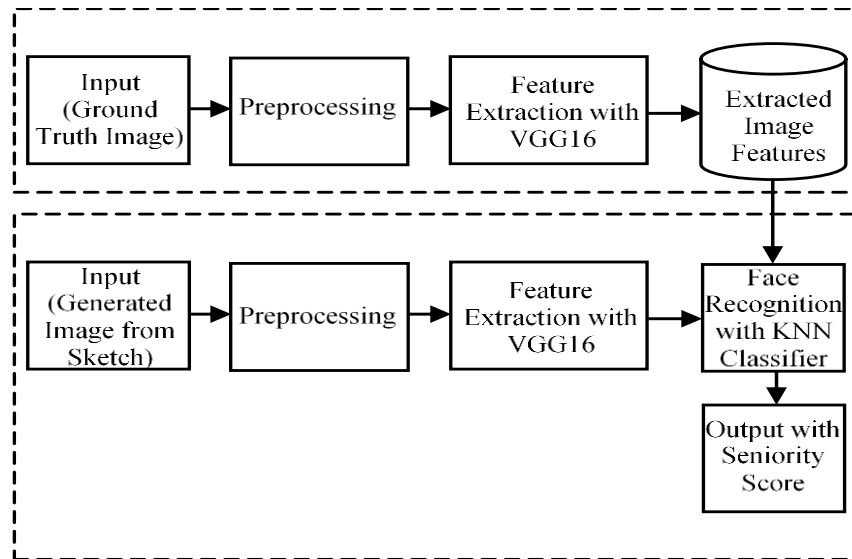 Input
(Ground
Truth Image)
Preprocessing
Feature
Extraction with
VGG16
Extracted
Image
Features
Input
(Generated
Image from
Sketch)
Preprocessing
Feature
Extraction with
VGG16
Face
Recognition
with KNN
Classifier
Output with
Seniority
Score